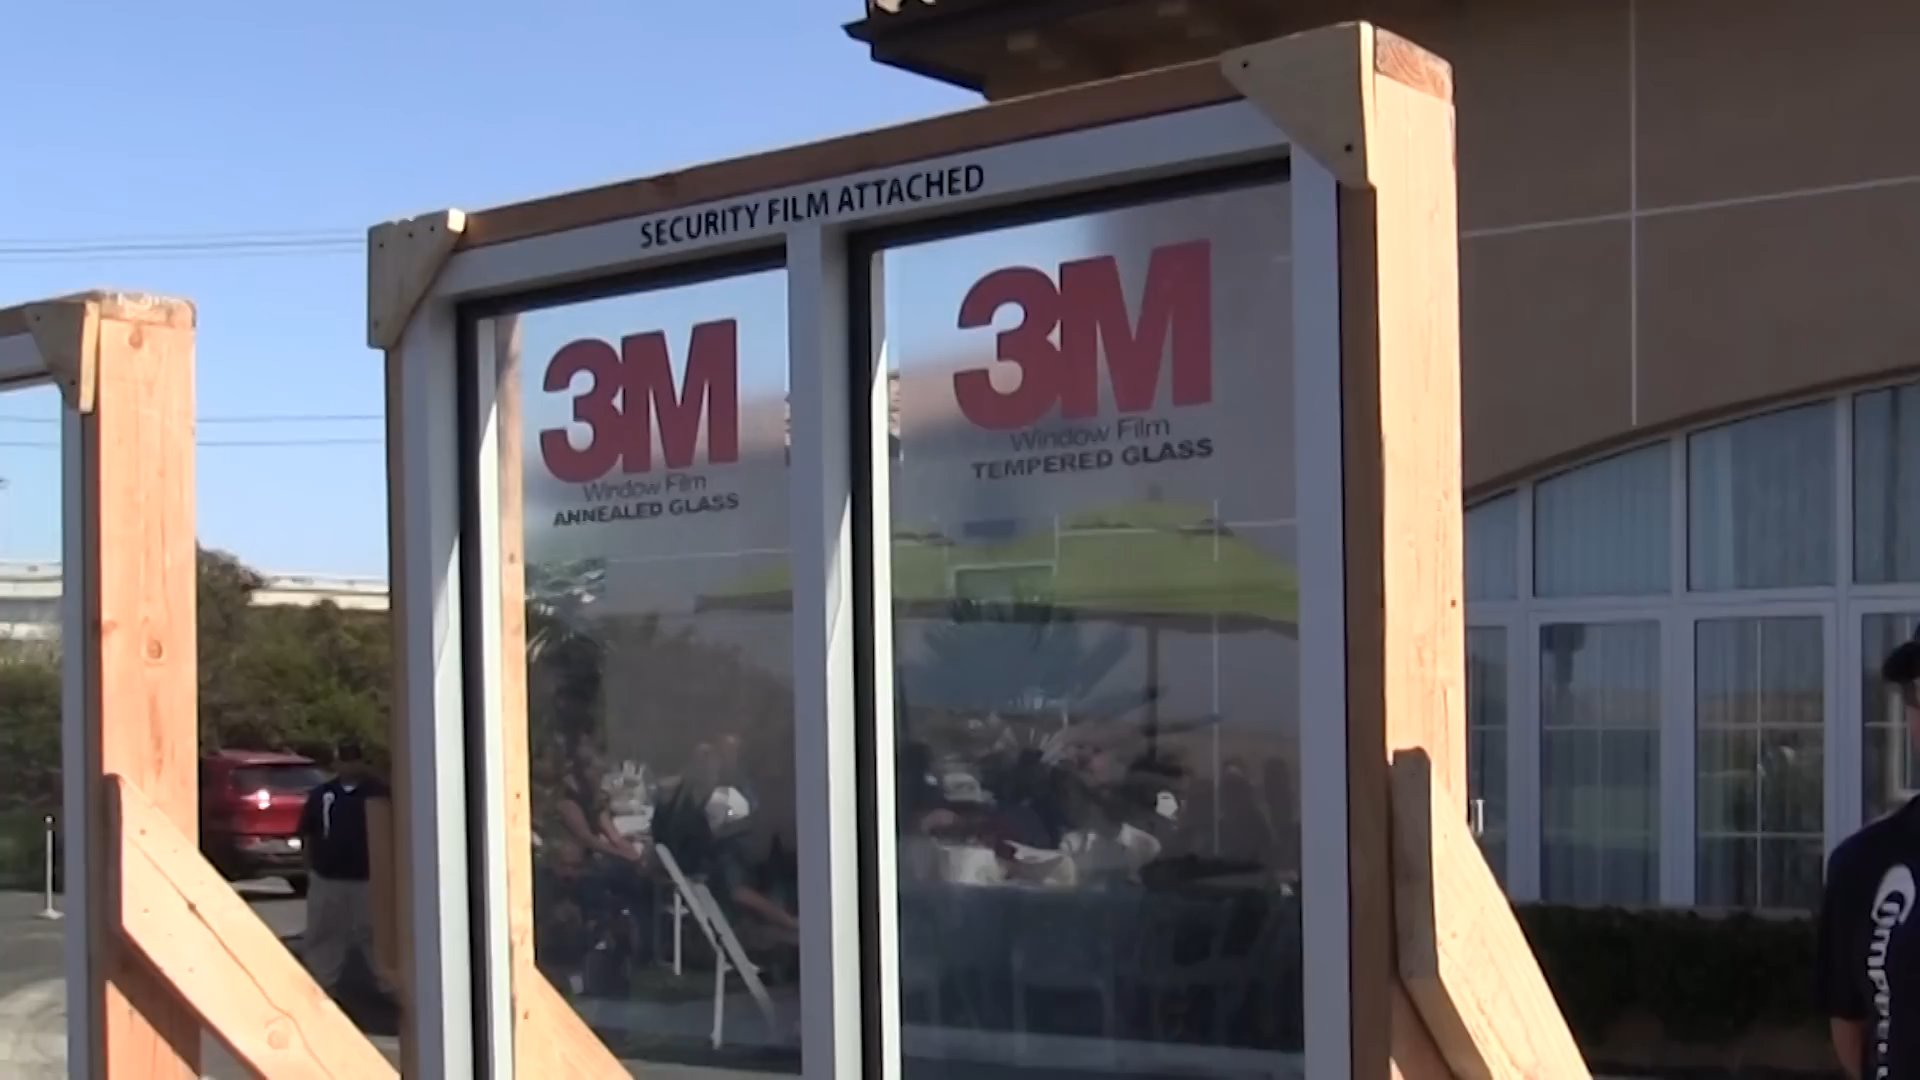 SECURITY FILM ATTACHED
3M
Window Film
ANNEALED GLASS
3M
Window Film
TEMPERED GLASS